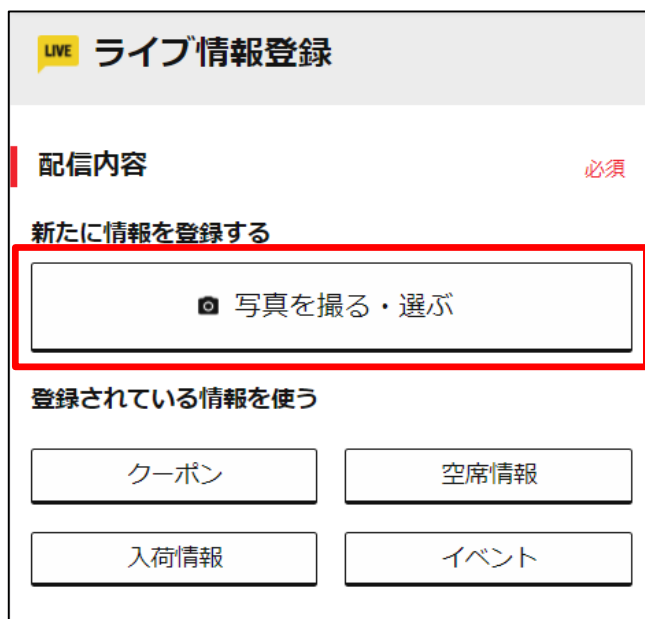 LIVE ライブ情報登録
配信内容 必須
新たに情報を登録する
写真を撮る・選ぶ
登録されている情報を使う
クーポン 空席情報
入荷情報 イベント